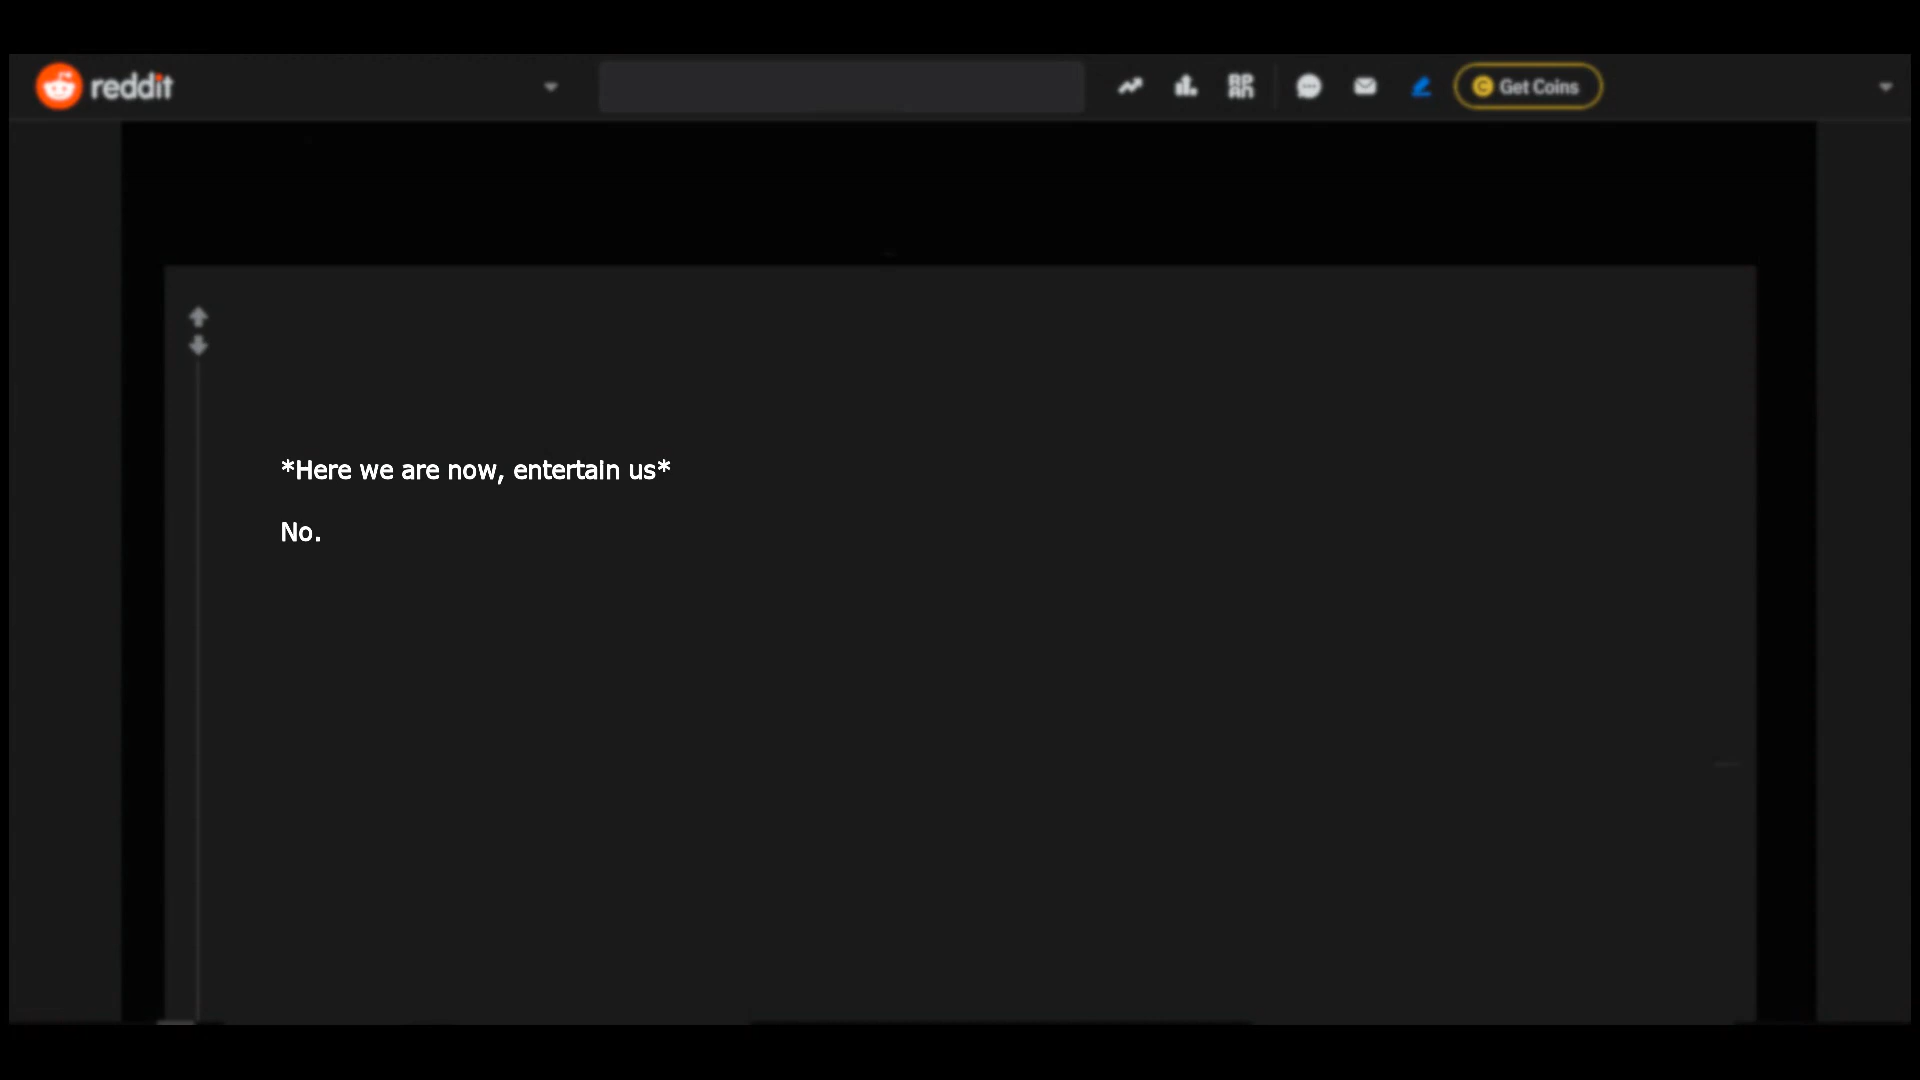 reddit
Get Coins
*Here we are now, entertain us*
No.